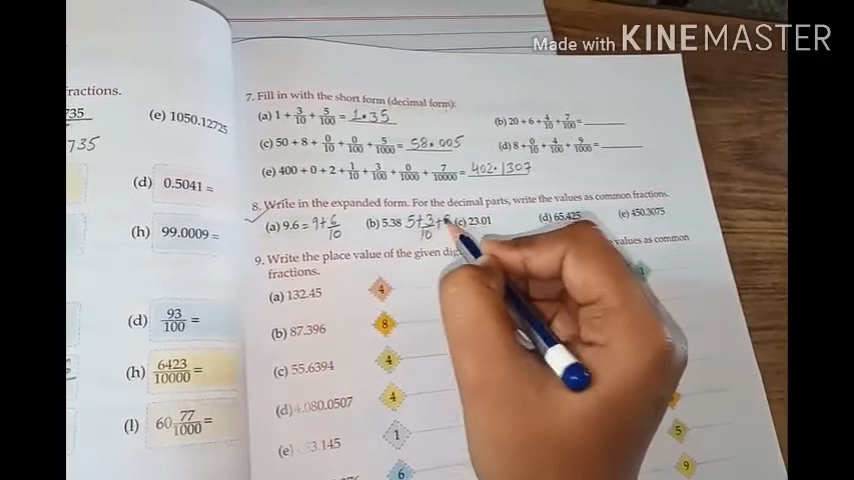 Made with KINEMASTER
ractions.
735
735
(e) 1050.12725
(d) 0.5041 =
(h) 99.0009 =
(d) 93/100 =
(h) 6423/10000 =
(l) 60 77/1000 =
7. Fill in with the short form (decimal form):
(a) 1 + 3/10 + 5/100 = 1.35
(b) 20 + 6 + 4/10 + 7/100 =
(c) 50 + 8 + 0/10 + 0/100 + 5/1000 = 58.005
(d) 8 + 0/10 + 4/100 + 9/1000 =
(e) 400 + 0 + 2 + 1/10 + 3/100 + 0/1000 + 7/10000 = 402.1307
8. Write in the expanded form. For the decimal parts, write the values as common fractions.
(a) 9.6 = 9 + 6/10 (b) 5.38 5 + 3/10 + (c) 23.01 (d) 65.425 (e) 450.3075
9. Write the place value of the given values as common
fractions.
(a) 132.45 4 1
(b) 87.396 8
(c) 55.6394 4
(d) 4.080.0507 4
(e) 3.145 1 5
6 9